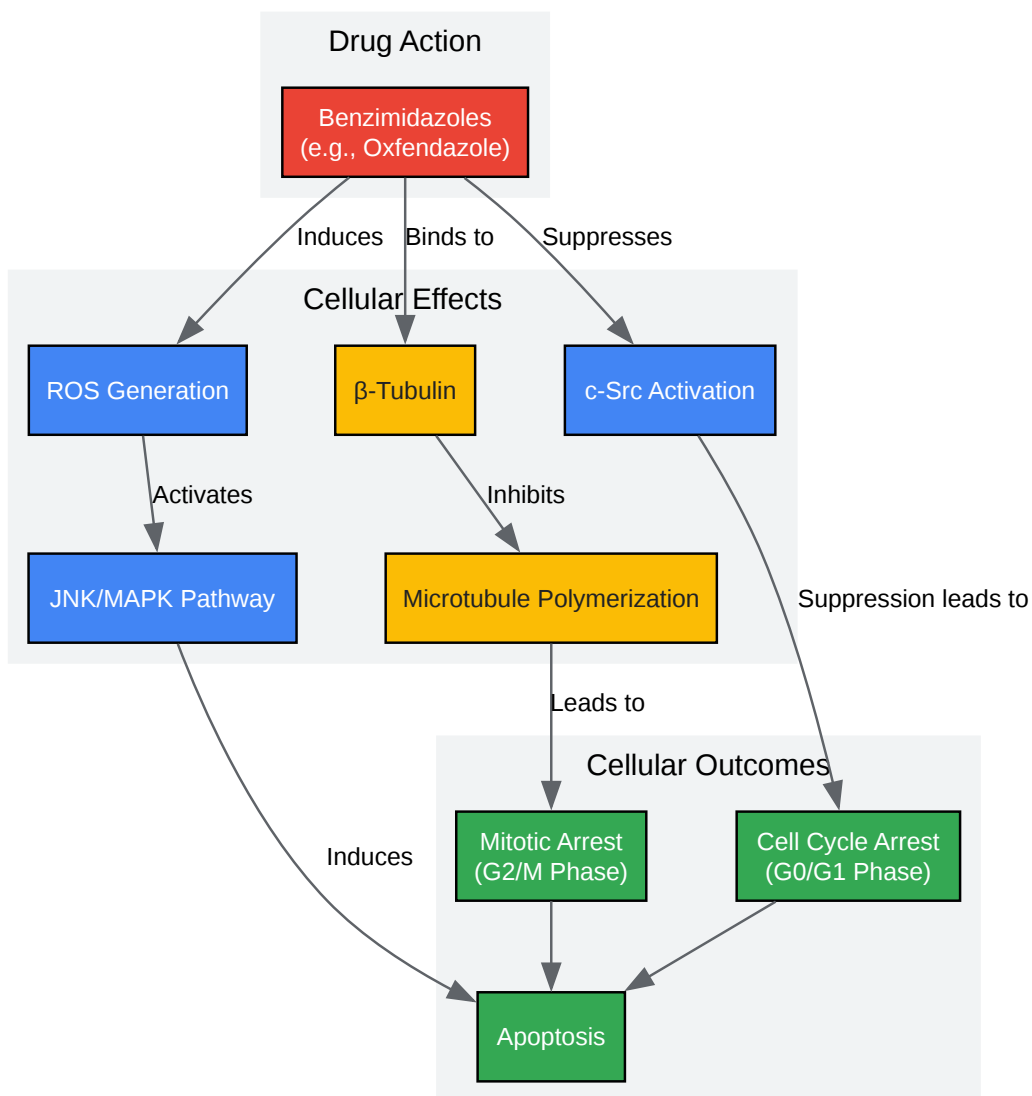 Drug Action
Benzimidazoles
(e.g., Oxfendazole)
Induces
Binds to
Suppresses
Cellular Effects
ROS Generation
β-Tubulin
c-Src Activation
Activates
Inhibits
JNK/MAPK Pathway
Microtubule Polymerization
Suppression leads to
Leads to
Cellular Outcomes
Mitotic Arrest
(G2/M Phase)
Cell Cycle Arrest
(G0/G1 Phase)
Induces
Apoptosis